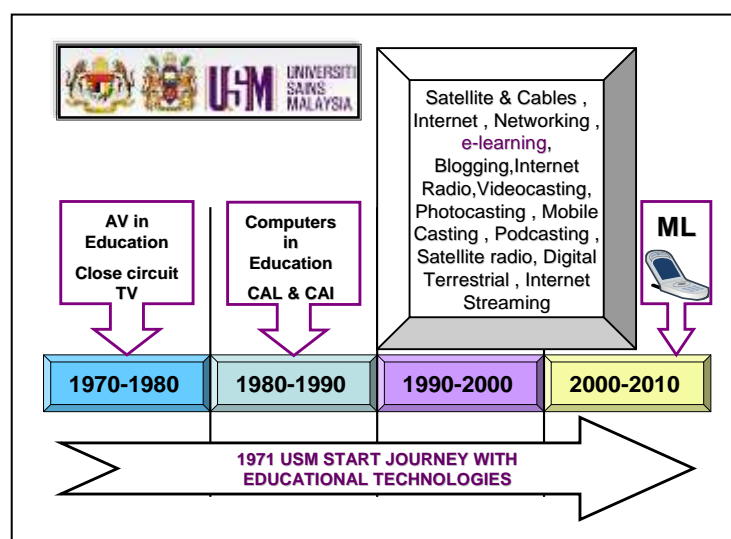 USM UNIVERSITI
SAINS
MALAYSIA
AV in
Education
Close circuit
TV
Computers
in
Education
CAL & CAI
Satellite & Cables ,
Internet , Networking ,
e-learning,
Blogging,Internet
Radio,Videocasting,
Photocasting , Mobile
Casting , Podcasting ,
Satellite radio, Digital
Terrestrial , Internet
Streaming
ML
1970-1980
1980-1990
1990-2000
2000-2010
1971 USM START JOURNEY WITH
EDUCATIONAL TECHNOLOGIES